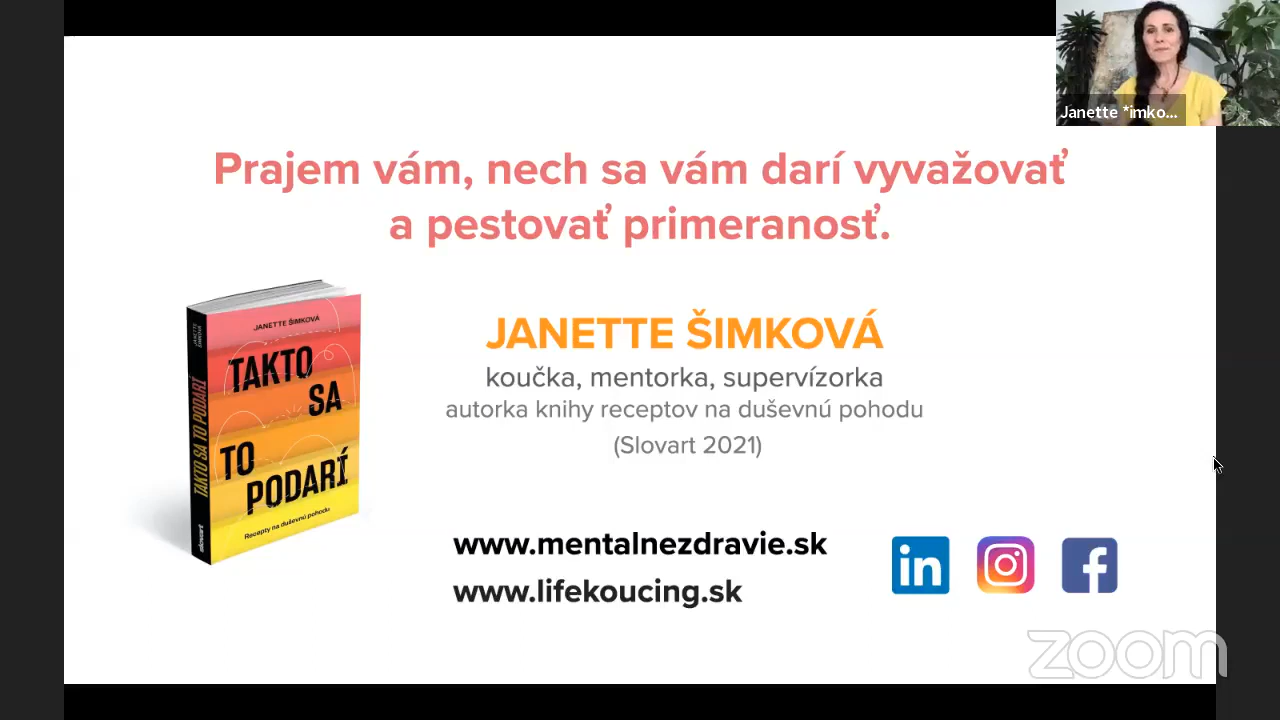 Janette *imko...
Prajem vám, nech sa vám darí vyvažovať
a pestovať primeranosť.
JANETTE ŠIMKOVÁ
TAKTO
SA
TO
PODARÍ
Recepty na duševnú pohodu
JANETTE
ŠIMKOVÁ
TAKTO SA TO PODARÍ
slovart
JANETTE ŠIMKOVÁ
koučka, mentorka, supervízorka
autorka knihy receptov na duševnú pohodu
(Slovart 2021)
www.mentalnezdravie.sk
www.lifekoucing.sk
in
f
zoom